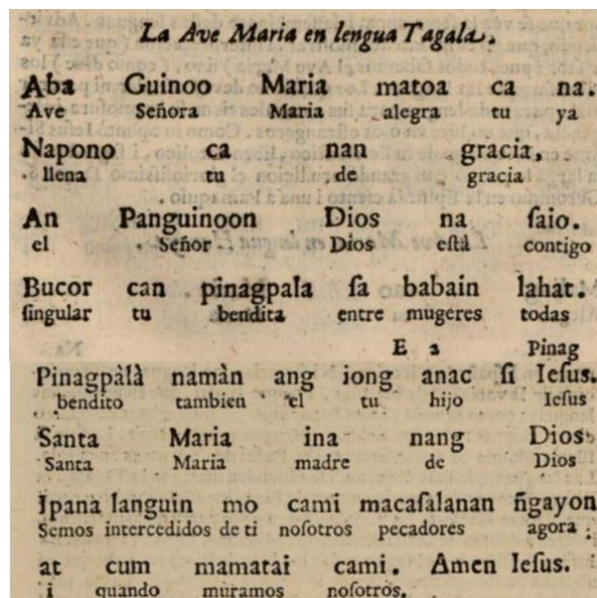 La Ave Maria en lengua Tagala.
Aba Guinoo Maria matoa ca na.
Ave Señora Maria alegra tu ya
Napono ca nan gracia,
llena tu de gracia
An Panguinoon Dios na ſaio.
el Señor Dios eſtà contigo
Bucor can pinagpala ſa babain lahat.
ſingular tu bendita entre mugeres todas
E 2 Pinag
Pinagpàlà namàn ang iong anac ſi Ieſus.
bendito tambien el tu hijo Ieſus
Santa Maria ina nang Dios
Santa Maria madre de Dios
Ipana languin mo cami macaſalanan ñgayon
Semos intercedidos de ti noſotros pecadores agora
at cum mamatai cami. Amen Ieſus.
i quando muramos noſotros.